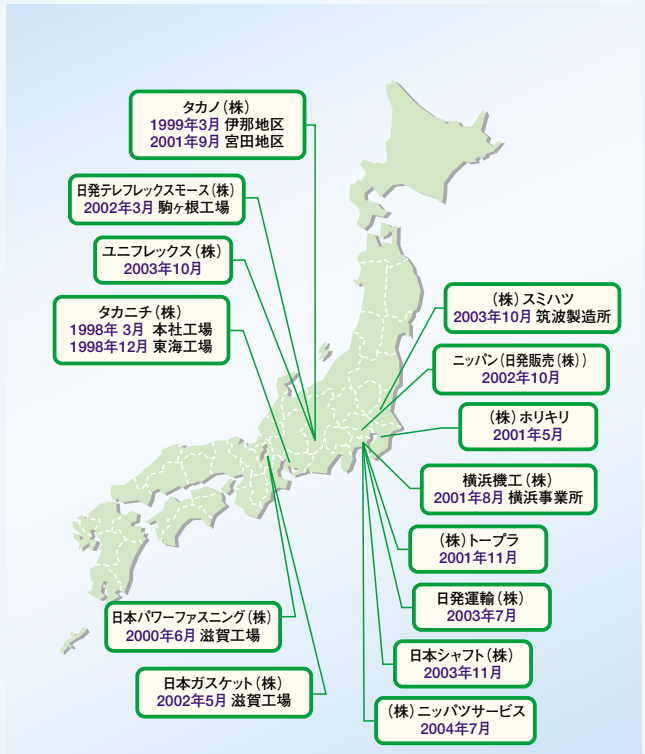 タカノ(株)
1999年3月 伊那地区
2001年9月 宮田地区
日発テレフレックスモース(株)
2002年3月 駒ヶ根工場
ユニフレックス(株)
2003年10月
タカニチ(株)
1998年 3月 本社工場
1998年12月 東海工場
(株)スミハツ
2003年10月 筑波製造所
ニッパン(日発販売(株))
2002年10月
(株)ホリキリ
2001年5月
横浜機工(株)
2001年8月 横浜事業所
(株)トープラ
2001年11月
日発運輸(株)
2003年7月
日本シャフト(株)
2003年11月
(株)ニッパツサービス
2004年7月
日本パワーファスニング(株)
2000年6月 滋賀工場
日本ガスケット(株)
2002年5月 滋賀工場